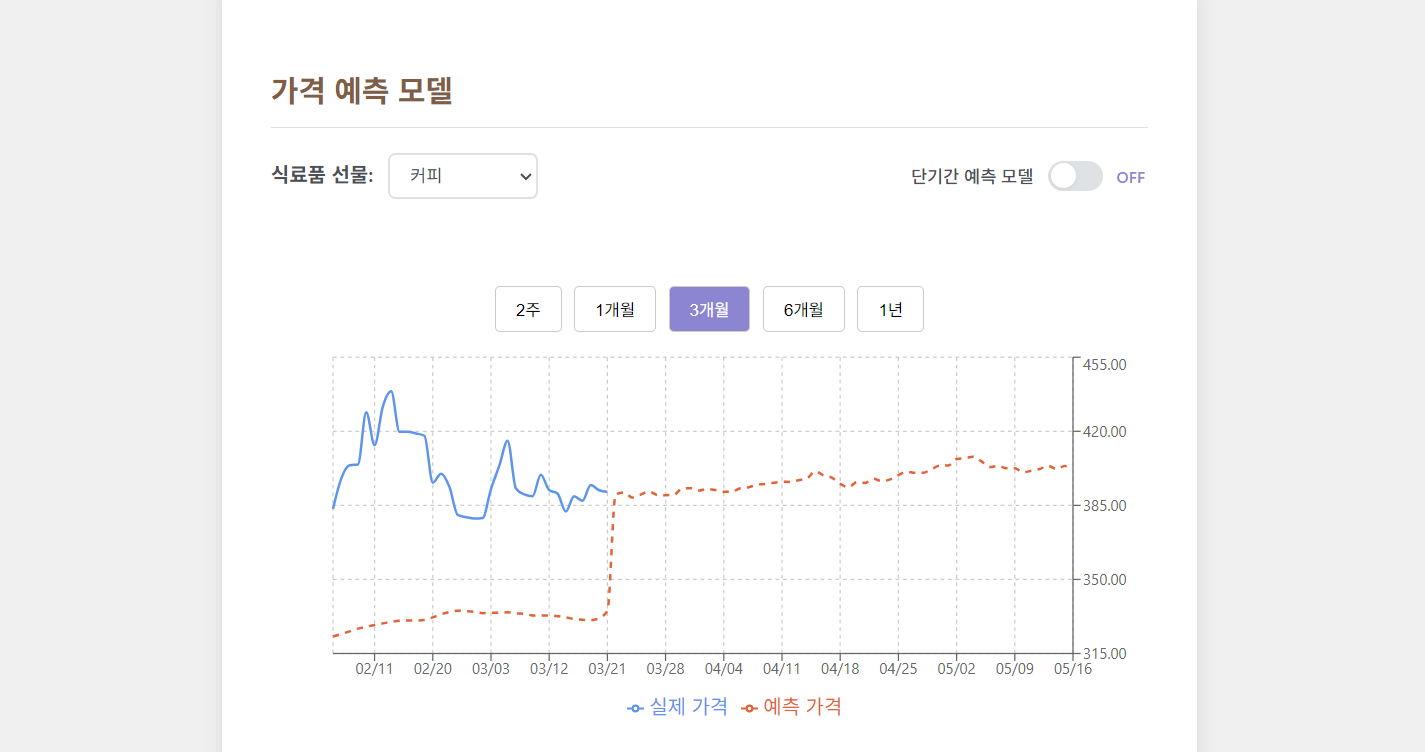 가격 예측 모델
식료품 선물: 커피 단기간 예측 모델 OFF
2주 1개월 3개월 6개월 1년
455.00
420.00
385.00
350.00
315.00
02/11 02/20 03/03 03/12 03/21 03/28 04/04 04/11 04/18 04/25 05/02 05/09 05/16
실제 가격 예측 가격